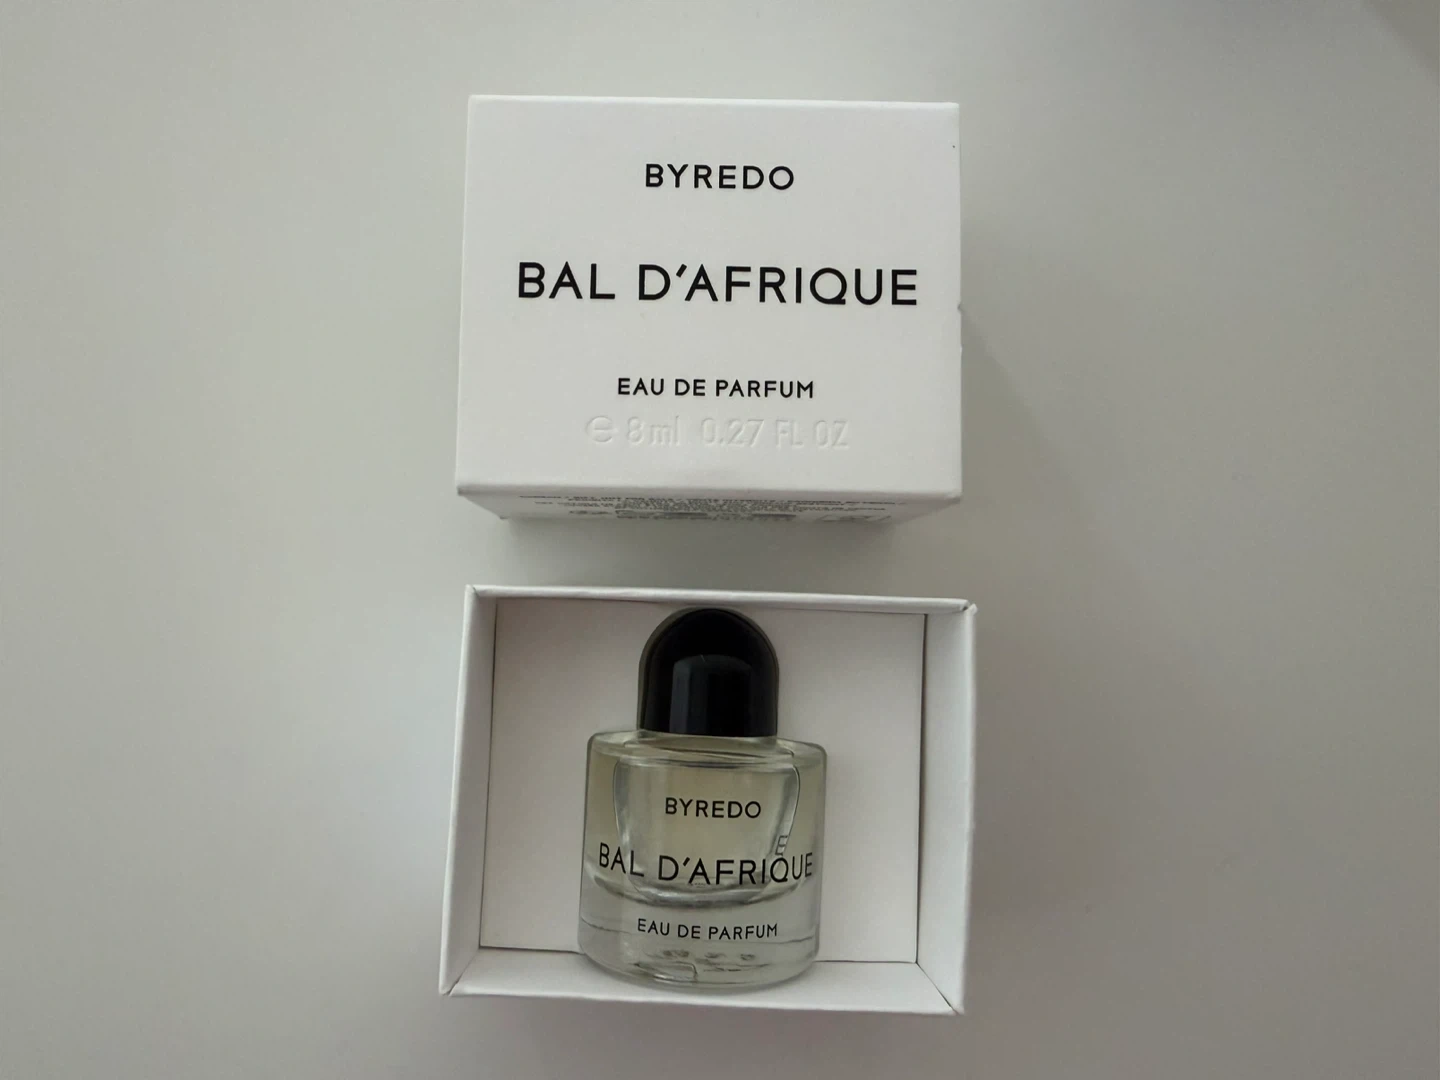 BYREDO
BAL D'AFRIQUE
EAU DE PARFUM
℮ 8ml 0.27 FL OZ
BYREDO
BAL D'AFRIQUE
EAU DE PARFUM